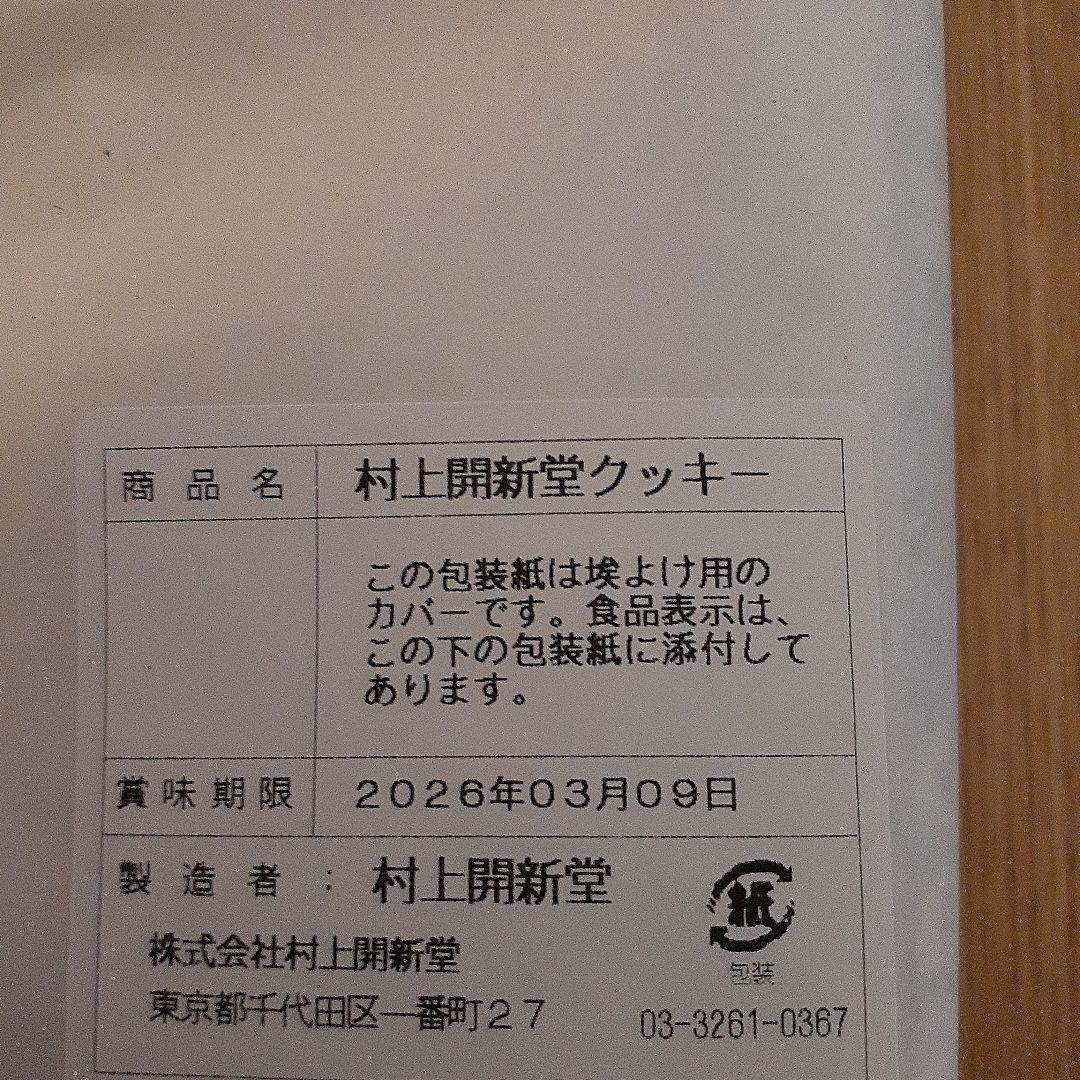 商品名 村上開新堂クッキー
この包装紙は埃よけ用の
カバーです。食品表示は、
この下の包装紙に添付して
あります。
賞味期限 2026年03月09日
製造者： 村上開新堂
紙
包装
株式会社村上開新堂
東京都千代田区一番町27
03-3261-0367